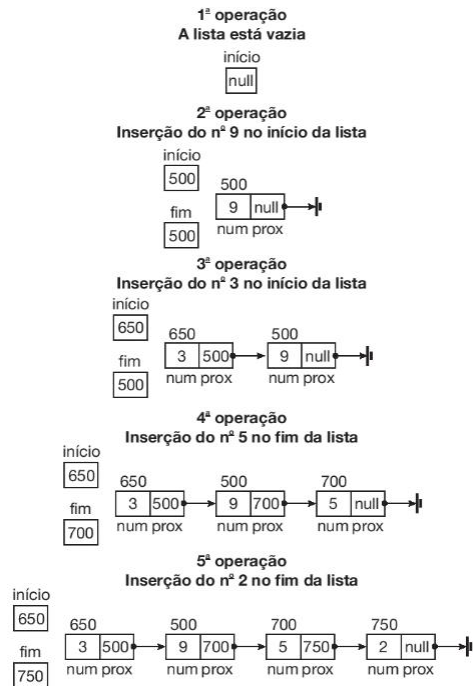 1ª operação
A lista está vazia
início
null
2ª operação
Inserção do nº 9 no início da lista
início
500
500
9 null
fim
500
num prox
3ª operação
Inserção do nº 3 no início da lista
início
650
650 500
3 500 9 null
fim
500
num prox num prox
4ª operação
Inserção do nº 5 no fim da lista
início
650
650 500 700
3 500 9 700 5 null
fim
700
num prox num prox num prox
5ª operação
Inserção do nº 2 no fim da lista
início
650
650 500 700 750
3 500 9 700 5 750 2 null
fim
750
num prox num prox num prox num prox